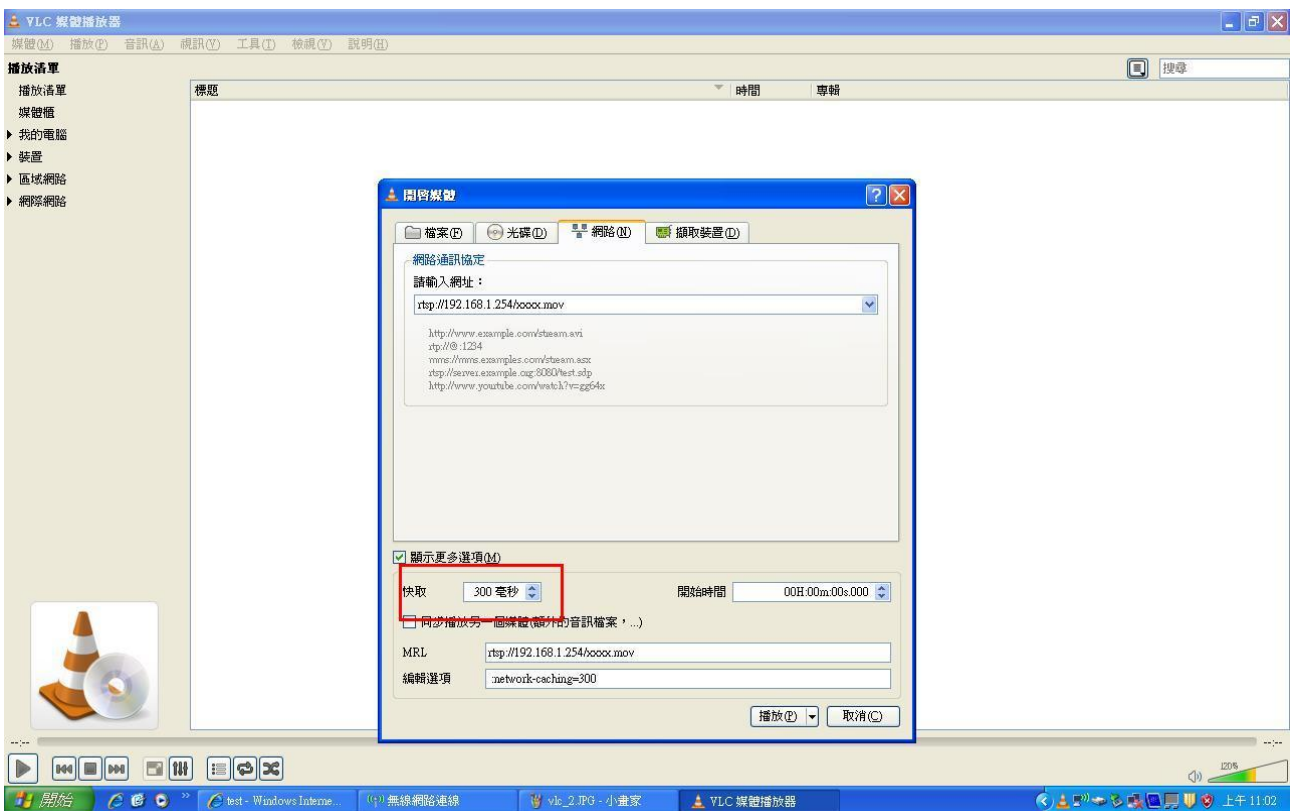 VLC 媒體播放器
媒體(M) 播放(P) 音訊(A) 視訊(V) 工具(I) 檢視(V) 說明(H)
播放清單
搜尋
播放清單
標題 時間 專輯
媒體櫃
我的電腦
裝置
區域網路
網際網路
開啟媒體
檔案(F) 光碟(D) 網路(N) 擷取裝置(D)
網路通訊協定
請輸入網址：
rtsp://192.168.1.254/xxxx.mov
http://www.example.com/stream.avi
rtp://@:1234
mms://mms.examples.com/stream.asx
rtsp://server.example.org:8080/test.sdp
http://www.yourtube.com/watch?v=gg64x
顯示更多選項(M)
快取 300 毫秒 開始時間 00H:00m:00s.000
同步播放另一個媒體(額外的音訊檔案，...)
MRL rtsp://192.168.1.254/xxxx.mov
編輯選項 :network-caching=300
播放(P) 取消(C)
--:-- --:--
120%
開始 test - Windows Interne... 無線網路連線 vlc_2.JPG - 小畫家 VLC 媒體播放器 上午 11:02